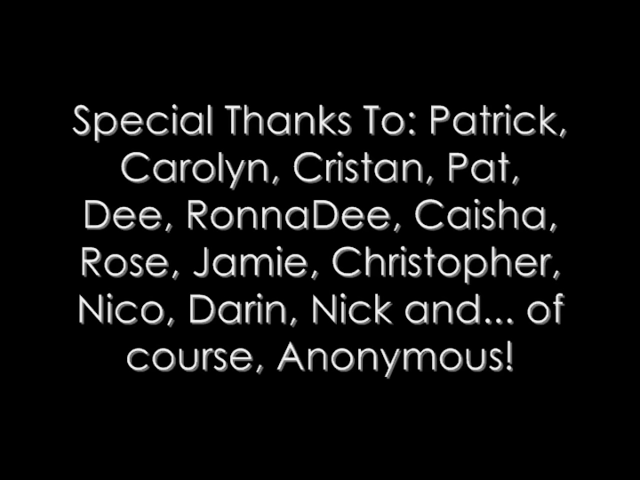 Special Thanks To: Patrick,
Carolyn, Cristan, Pat,
Dee, RonnaDee, Caisha,
Rose, Jamie, Christopher,
Nico, Darin, Nick and... of
course, Anonymous!